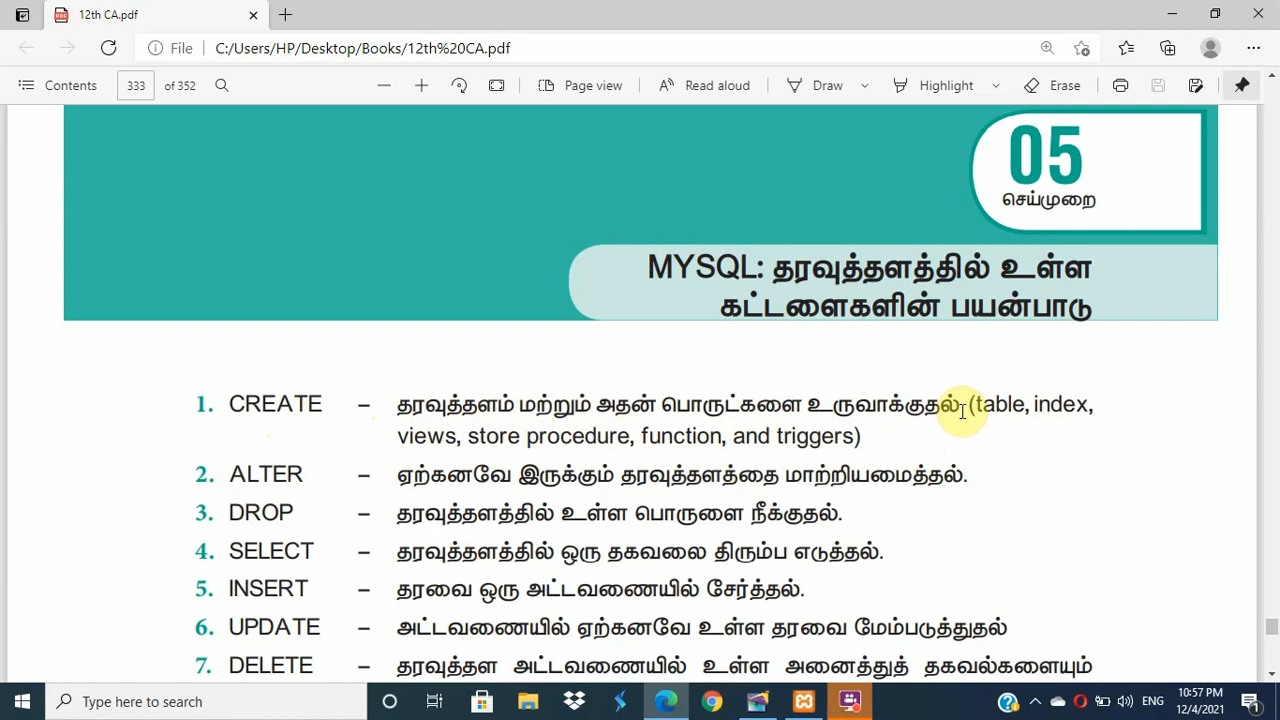 12th CA.pdf
File
C:/Users/HP/Desktop/Books/12th%20CA.pdf
Contents
333
of 352
Page view
Read aloud
Draw
Highlight
Erase
05
செய்முறை
MYSQL: தரவுத்தளத்தில் உள்ள
கட்டளைகளின் பயன்பாடு
1. CREATE – தரவுத்தளம் மற்றும் அதன் பொருட்களை உருவாக்குதல் (table, index,
views, store procedure, function, and triggers)
2. ALTER – ஏற்கனவே இருக்கும் தரவுத்தளத்தை மாற்றியமைத்தல்.
3. DROP – தரவுத்தளத்தில் உள்ள பொருளை நீக்குதல்.
4. SELECT – தரவுத்தளத்தில் ஒரு தகவலை திரும்ப எடுத்தல்.
5. INSERT – தரவை ஒரு அட்டவணையில் சேர்த்தல்.
6. UPDATE – அட்டவணையில் ஏற்கனவே உள்ள தரவை மேம்படுத்துதல்
7. DELETE – தரவுத்தள அட்டவணையில் உள்ள அனைத்துத் தகவல்களையும்
Type here to search
ENG
10:57 PM
12/4/2021